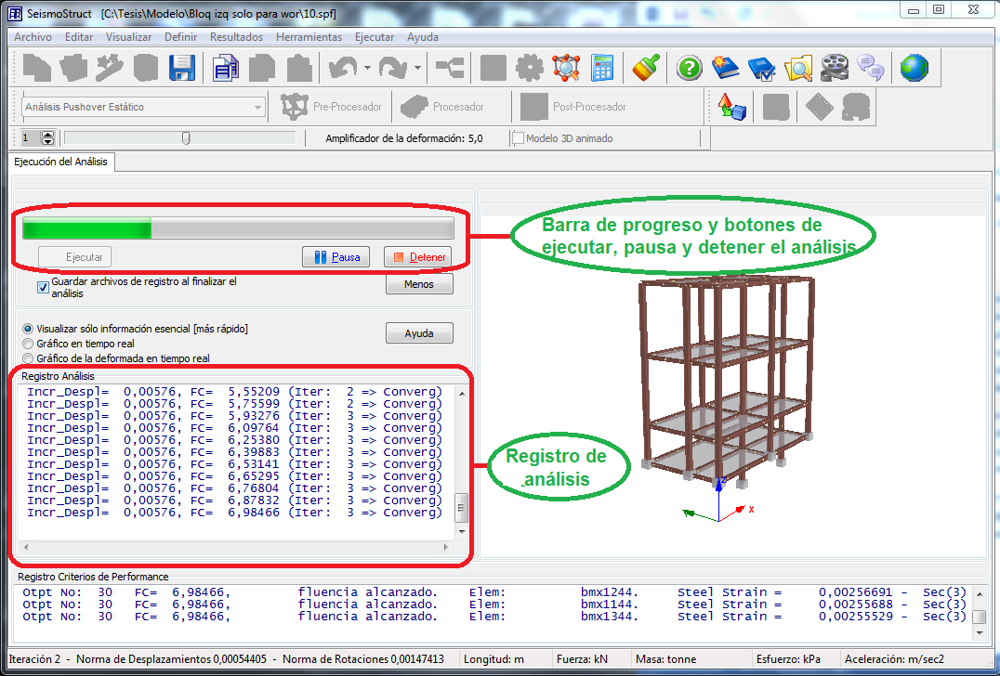 SeismoStruct [C:\Tesis\Modelo\Bloq izq solo para wor\10.spf]
Archivo Editar Visualizar Definir Resultados Herramientas Ejecutar Ayuda
Análisis Pushover Estático Pre-Procesador Procesador Post-Procesador
1 Amplificador de la deformación: 5,0 Modelo 3D animado
Ejecución del Análisis
Barra de progreso y botones de
ejecutar, pausa y detener el análisis
Ejecutar Pausa Detener
Guardar archivos de registro al finalizar el
análisis
Menos
Visualizar sólo información esencial [más rápido]
Gráfico en tiempo real
Gráfico de la deformada en tiempo real
Ayuda
Registro Análisis
Incr_Despl= 0,00576, FC= 5,55209 (Iter: 2 => Converg)
Incr_Despl= 0,00576, FC= 5,75599 (Iter: 2 => Converg)
Incr_Despl= 0,00576, FC= 5,93276 (Iter: 3 => Converg)
Incr_Despl= 0,00576, FC= 6,09764 (Iter: 3 => Converg)
Incr_Despl= 0,00576, FC= 6,25380 (Iter: 3 => Converg)
Incr_Despl= 0,00576, FC= 6,39883 (Iter: 3 => Converg)
Incr_Despl= 0,00576, FC= 6,53141 (Iter: 3 => Converg)
Incr_Despl= 0,00576, FC= 6,65295 (Iter: 3 => Converg)
Incr_Despl= 0,00576, FC= 6,76804 (Iter: 3 => Converg)
Incr_Despl= 0,00576, FC= 6,87832 (Iter: 3 => Converg)
Incr_Despl= 0,00576, FC= 6,98466 (Iter: 3 => Converg)
Registro de
análisis
z
Y
X
Registro Criterios de Performance
Otpt No: 30 FC= 6,98466, fluencia alcanzado. Elem: bmx1244. Steel Strain = 0,00256691 - Sec(3)
Otpt No: 30 FC= 6,98466, fluencia alcanzado. Elem: bmx1144. Steel Strain = 0,00255688 - Sec(3)
Otpt No: 30 FC= 6,98466, fluencia alcanzado. Elem: bmx1344. Steel Strain = 0,00255529 - Sec(3)
Iteración 2 - Norma de Desplazamientos 0,00054405 - Norma de Rotaciones 0,00147413 Longitud: m Fuerza: kN Masa: tonne Esfuerzo: kPa Aceleración: m/sec2